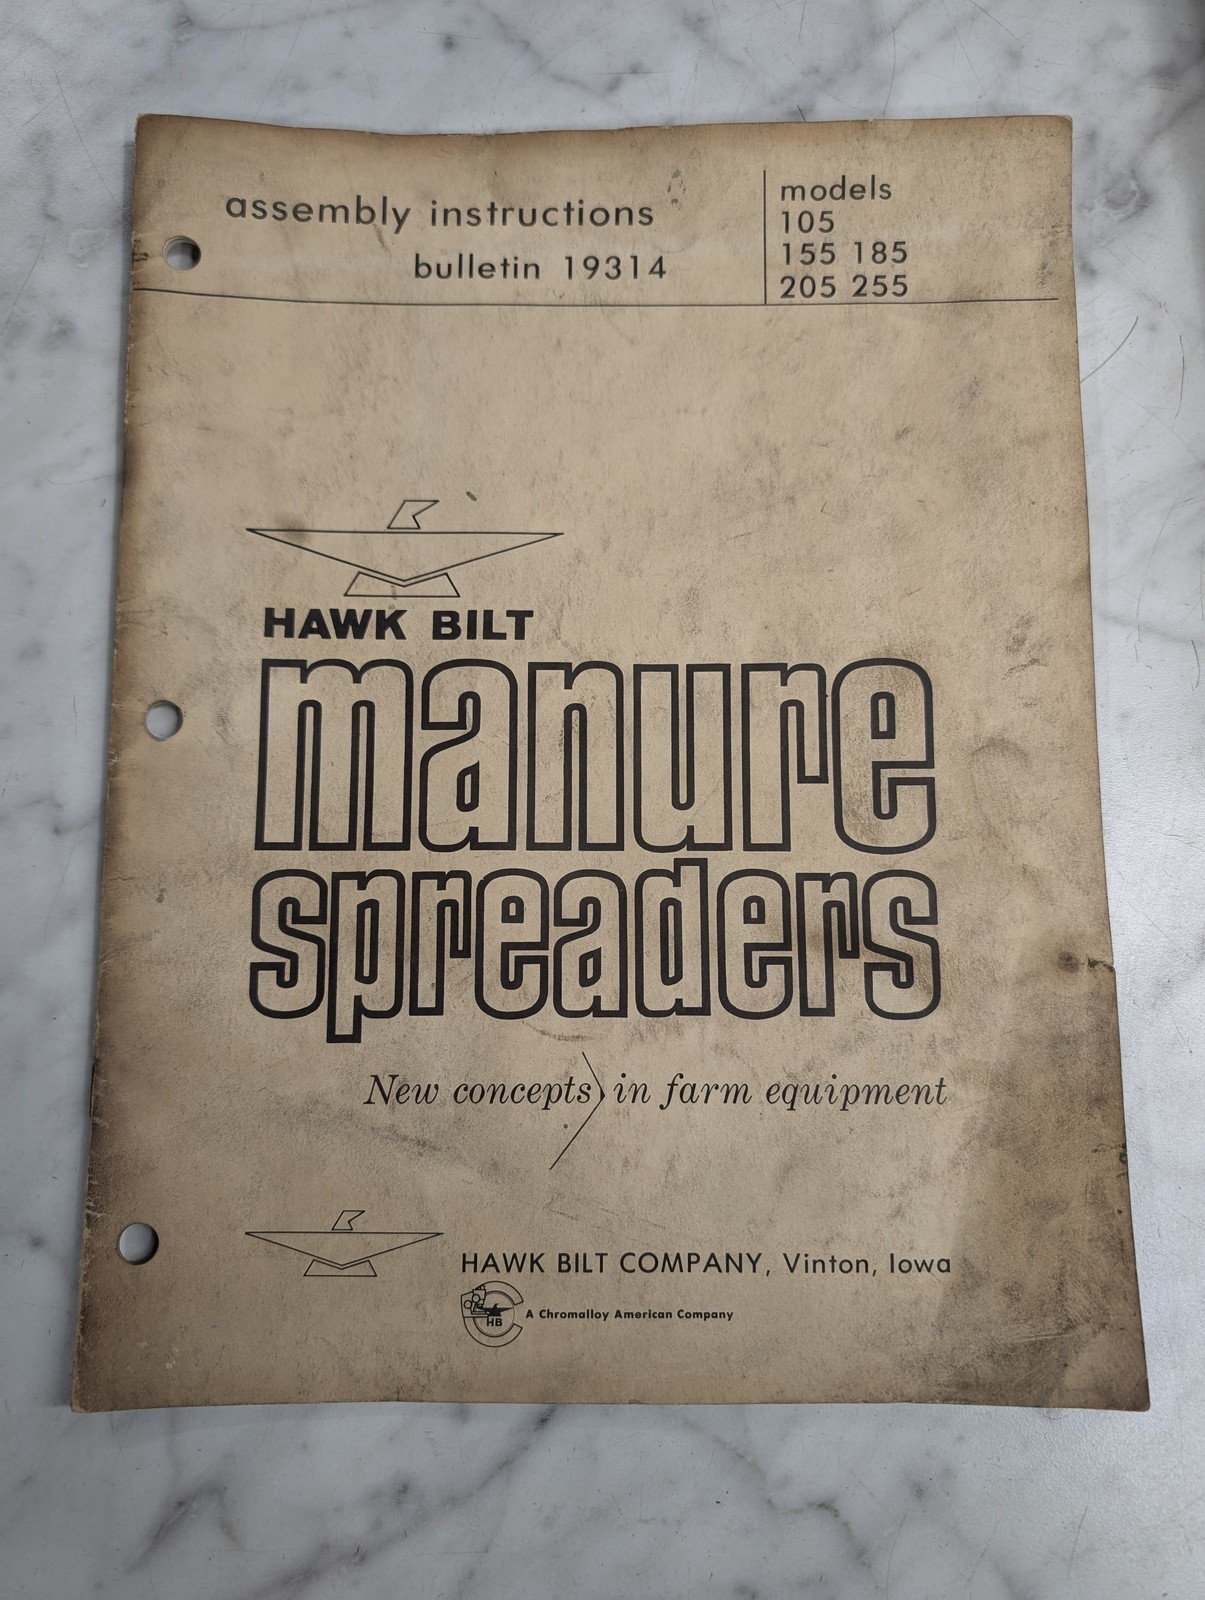 assembly instructions
bulletin 19314
models
105
155 185
205 255
HAWK BILT
manure
spreaders
New concepts in farm equipment
HAWK BILT COMPANY, Vinton, Iowa
HB
A Chromalloy American Company